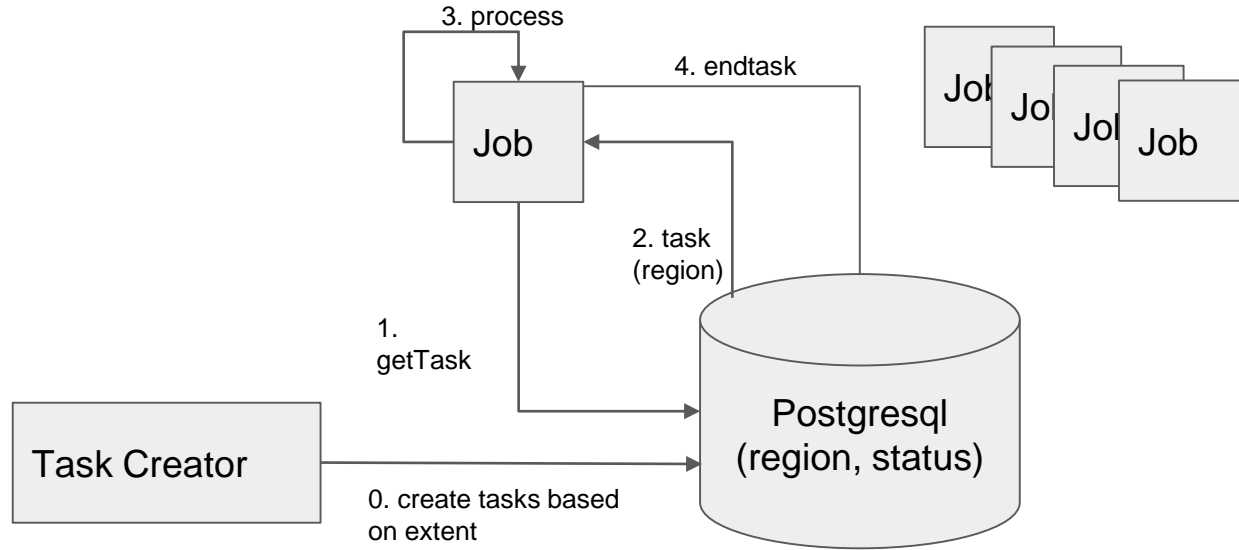 3. process
4. endtask
Job
Job
Job
Job
Job
2. task
(region)
1.
getTask
Postgresql
(region, status)
Task Creator
0. create tasks based
on extent